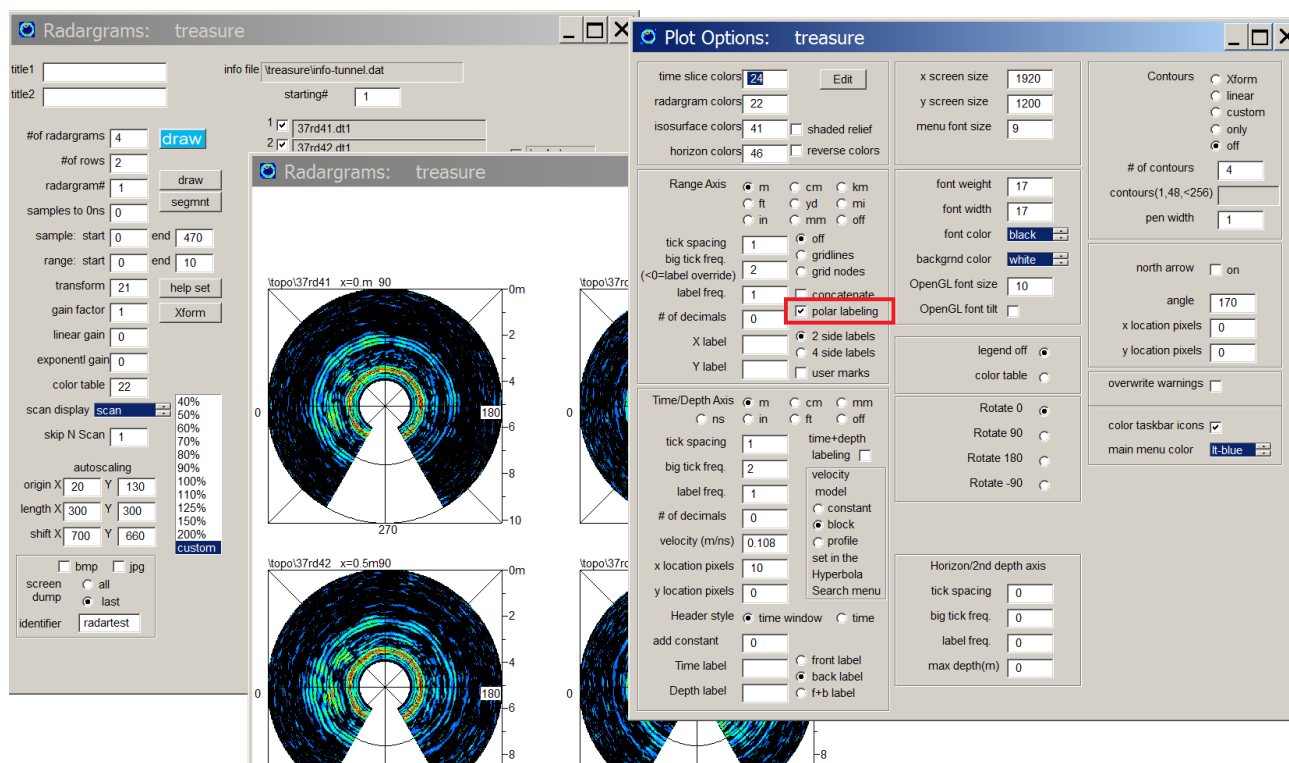 Radargrams: treasure
title1
title2
info file \treasure\info-tunnel.dat
starting# 1
1 37rd41.dt1
2 37rd42.dt1
#of radargrams 4 draw
#of rows 2
radargram# 1 draw
samples to 0ns 0 segmnt
sample: start 0 end 470
range: start 0 end 10
transform 21 help set
gain factor 1 Xform
linear gain 0
exponentl gain 0
color table 22
scan display scan
skip N Scan 1
40%
50%
60%
70%
80%
90%
100%
110%
125%
150%
200%
custom
autoscaling
origin X 20 Y 130
length X 300 Y 300
shift X 700 Y 660
bmp jpg
screen dump
all
last
identifier radartest
Radargrams: treasure
\topo\37rd41 x=0.m 90
0m
-2
-4
0 180
-6
-8
-10
270
\topo\37rd
0
\topo\37rd42 x=0.5m90
0m
-2
-4
0 180
-6
-8
\topo\37rd
0
-8
Plot Options: treasure
time slice colors 24 Edit
radargram colors 22
isosurface colors 41 shaded relief
horizon colors 46 reverse colors
Range Axis m cm km
ft yd mi
in mm off
tick spacing 1 off
big tick freq. gridlines
(<0=label override) 2 grid nodes
label freq. 1 concatenate
# of decimals 0 polar labeling
X label 2 side labels
4 side labels
Y label user marks
Time/Depth Axis m cm mm
ns in ft off
tick spacing 1 time+depth
labeling
big tick freq. 2
label freq. 1
# of decimals 0
velocity (m/ns) 0.108
x location pixels 10
y location pixels 0
velocity
model
constant
block
profile
set in the
Hyperbola
Search menu
Header style time window time
add constant 0
Time label front label
back label
Depth label f+b label
x screen size 1920
y screen size 1200
menu font size 9
font weight 17
font width 17
font color black
backgrnd color white
OpenGL font size 10
OpenGL font tilt
legend off
color table
Rotate 0
Rotate 90
Rotate 180
Rotate -90
Horizon/2nd depth axis
tick spacing 0
big tick freq. 0
label freq. 0
max depth(m) 0
Contours Xform
linear
custom
only
off
# of contours 4
contours(1,48,<256)
pen width 1
north arrow on
angle 170
x location pixels 0
y location pixels 0
overwrite warnings
color taskbar icons
main menu color lt-blue